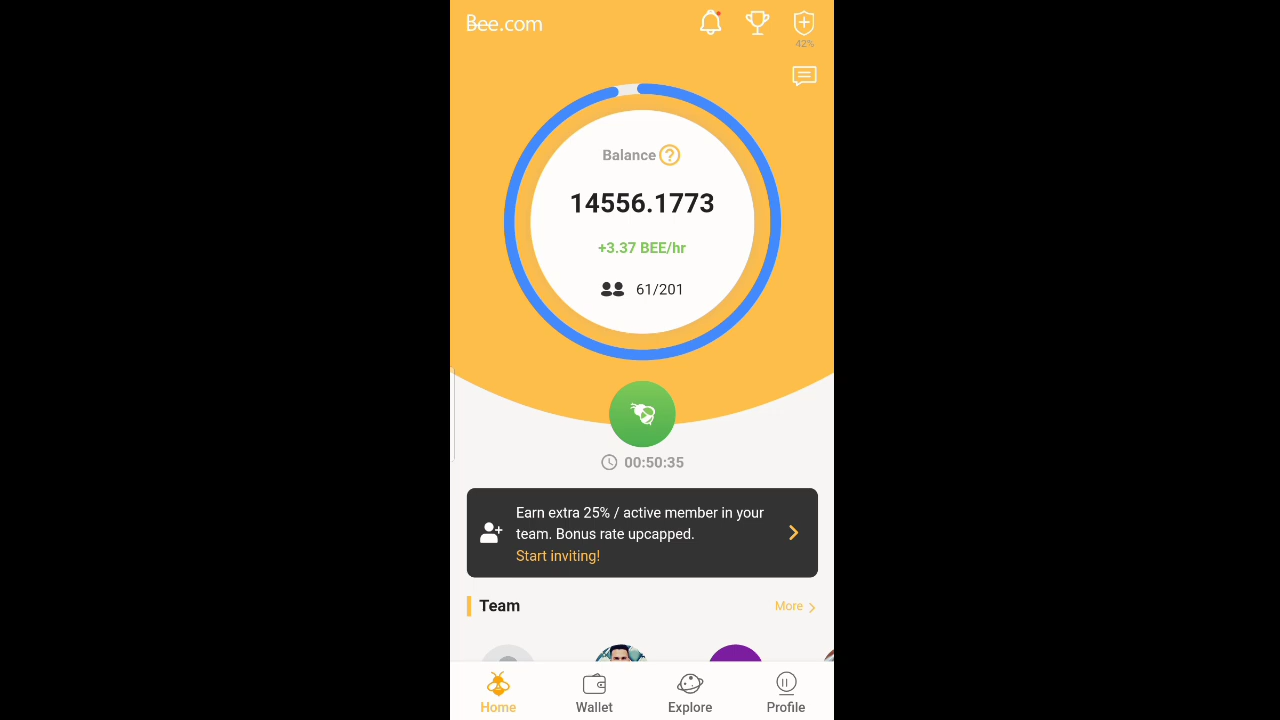 Bee.com
42%
Balance ?
14556.1773
+3.37 BEE/hr
61/201
00:50:35
Earn extra 25% / active member in your
team. Bonus rate upcapped.
Start inviting!
Team
More
Home
Wallet
Explore
Profile